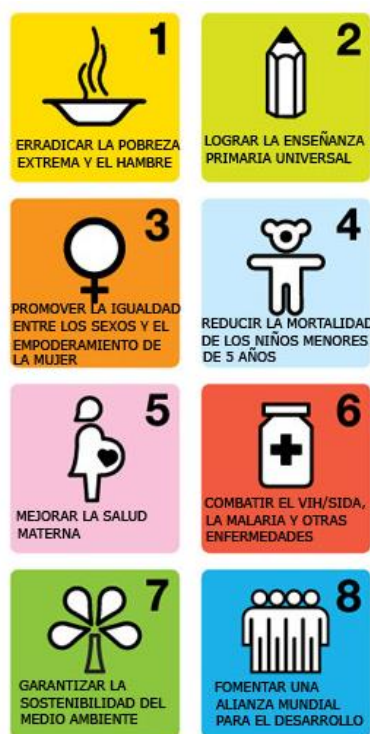 1
ERRADICAR LA POBREZA
EXTREMA Y EL HAMBRE
2
LOGRAR LA ENSEÑANZA
PRIMARIA UNIVERSAL
3
PROMOVER LA IGUALDAD
ENTRE LOS SEXOS Y EL
EMPODERAMIENTO DE
LA MUJER
4
REDUCIR LA MORTALIDAD
DE LOS NIÑOS MENORES
DE 5 AÑOS
5
MEJORAR LA SALUD
MATERNA
6
COMBATIR EL VIH/SIDA,
LA MALARIA Y OTRAS
ENFERMEDADES
7
GARANTIZAR LA
SOSTENIBILIDAD DEL
MEDIO AMBIENTE
8
FOMENTAR UNA
ALIANZA MUNDIAL
PARA EL DESARROLLO